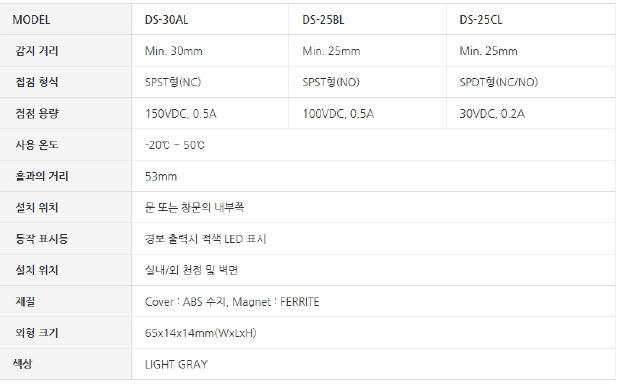 MODEL DS-30AL DS-25BL DS-25CL
감지 거리 Min. 30mm Min. 25mm Min. 25mm
접점 형식 SPST형(NC) SPST형(NO) SPDT형(NC/NO)
접점 용량 150VDC, 0.5A 100VDC, 0.5A 30VDC, 0.2A
사용 온도 -20℃ ~ 50℃
홀과의 거리 53mm
설치 위치 문 또는 창문의 내부쪽
동작 표시등 경보 출력시 적색 LED 표시
설치 위치 실내/외 천정 및 벽면
재질 Cover : ABS 수지, Magnet : FERRITE
외형 크기 65x14x14mm(WxLxH)
색상 LIGHT GRAY